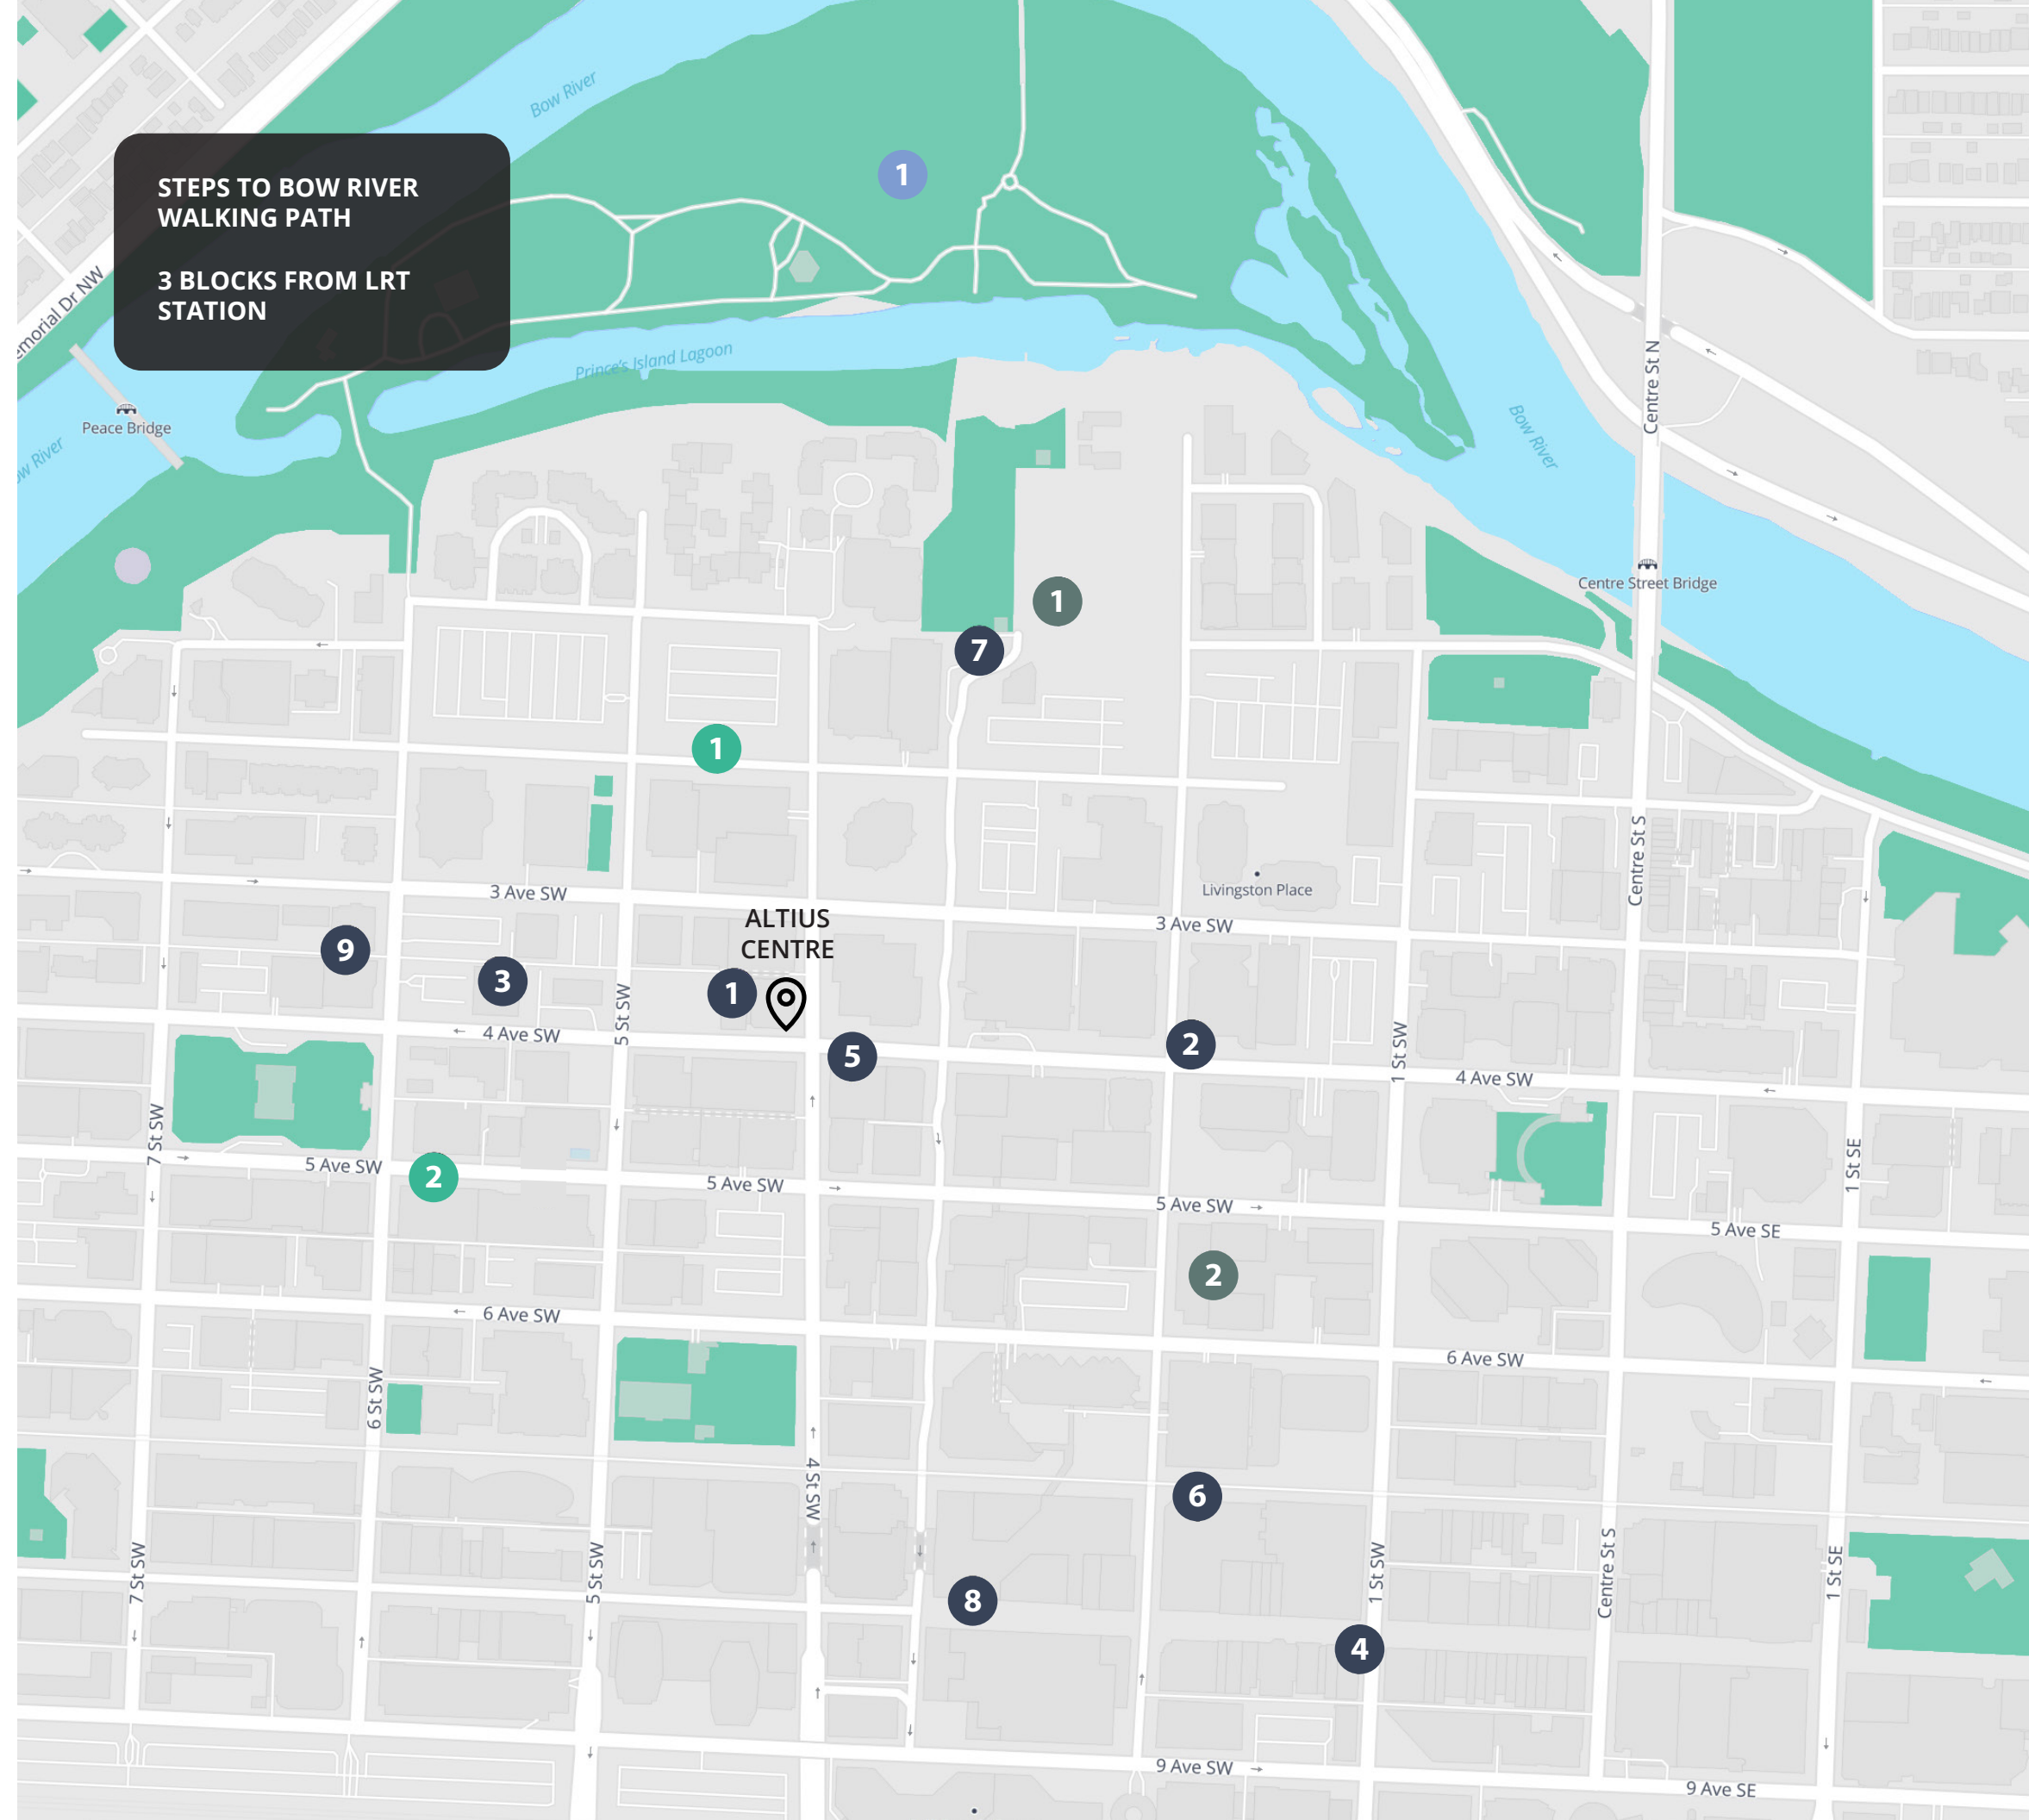 Bow River
1
STEPS TO BOW RIVER
WALKING PATH
3 BLOCKS FROM LRT
STATION
emorial Dr NW
Prince's Island Lagoon
Centre St N
Peace Bridge
Bow River
ow River
Centre Street Bridge
1
7
1
Centre St S
Livingston Place
3 Ave SW
3 Ave SW
ALTIUS
CENTRE
9
3
1
5 St SW
4 Ave SW
5
2
1 St SW
4 Ave SW
7 St SW
5 Ave SW
2
5 Ave SW
5 Ave SW
1 St SE
5 Ave SE
2
6 Ave SW
6 Ave SW
6 St SW
4 St SW
6
7 St SW
5 St SW
8
1 St SW
Centre St S
1 St SE
4
9 Ave SW
9 Ave SE